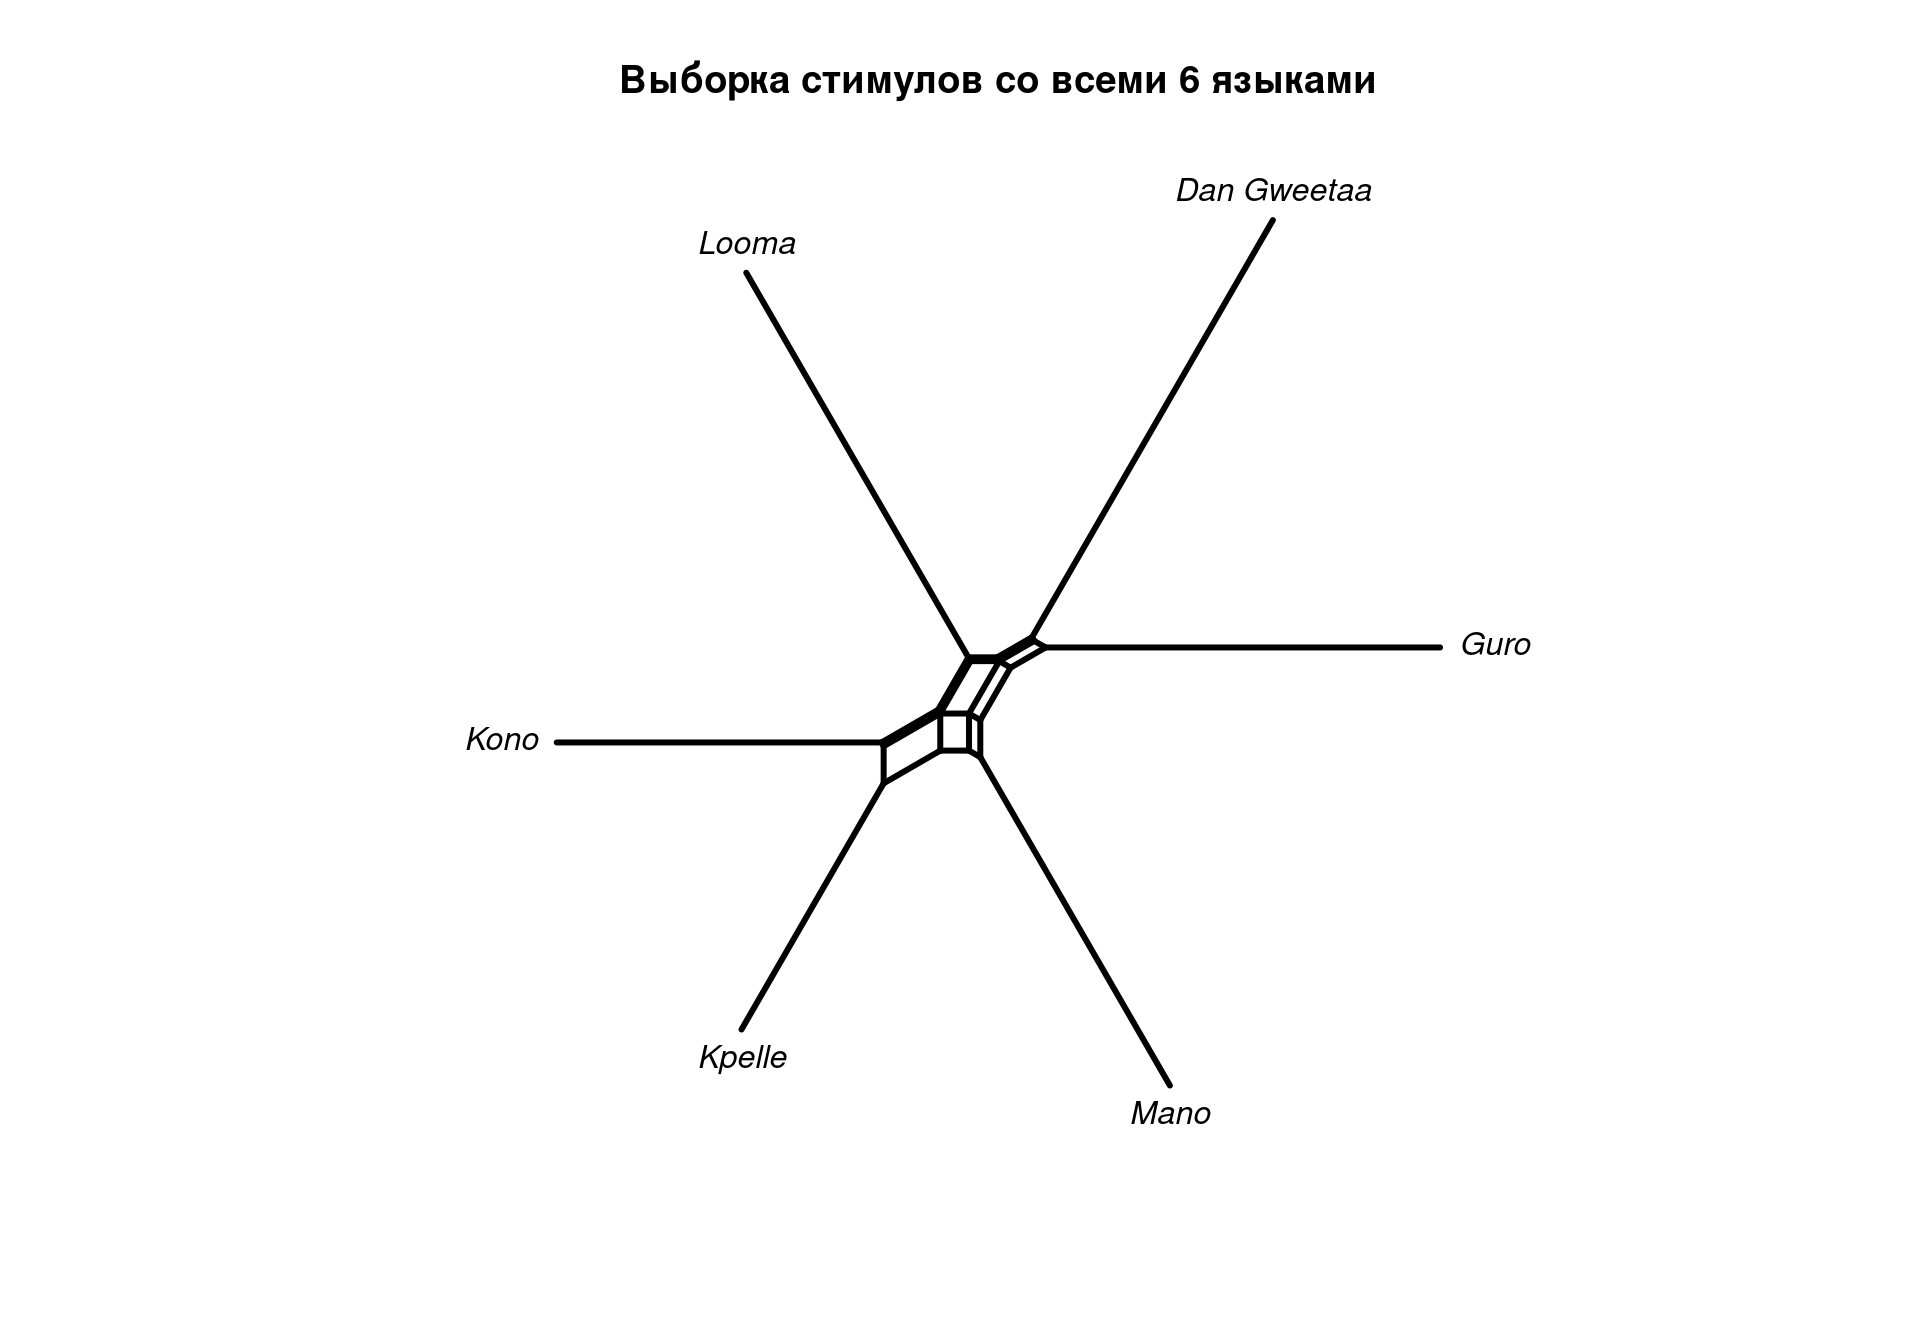 Выборка стимулов со всеми 6 языками
Dan Gweetaa
Looma
Guro
Kono
Kpelle
Mano